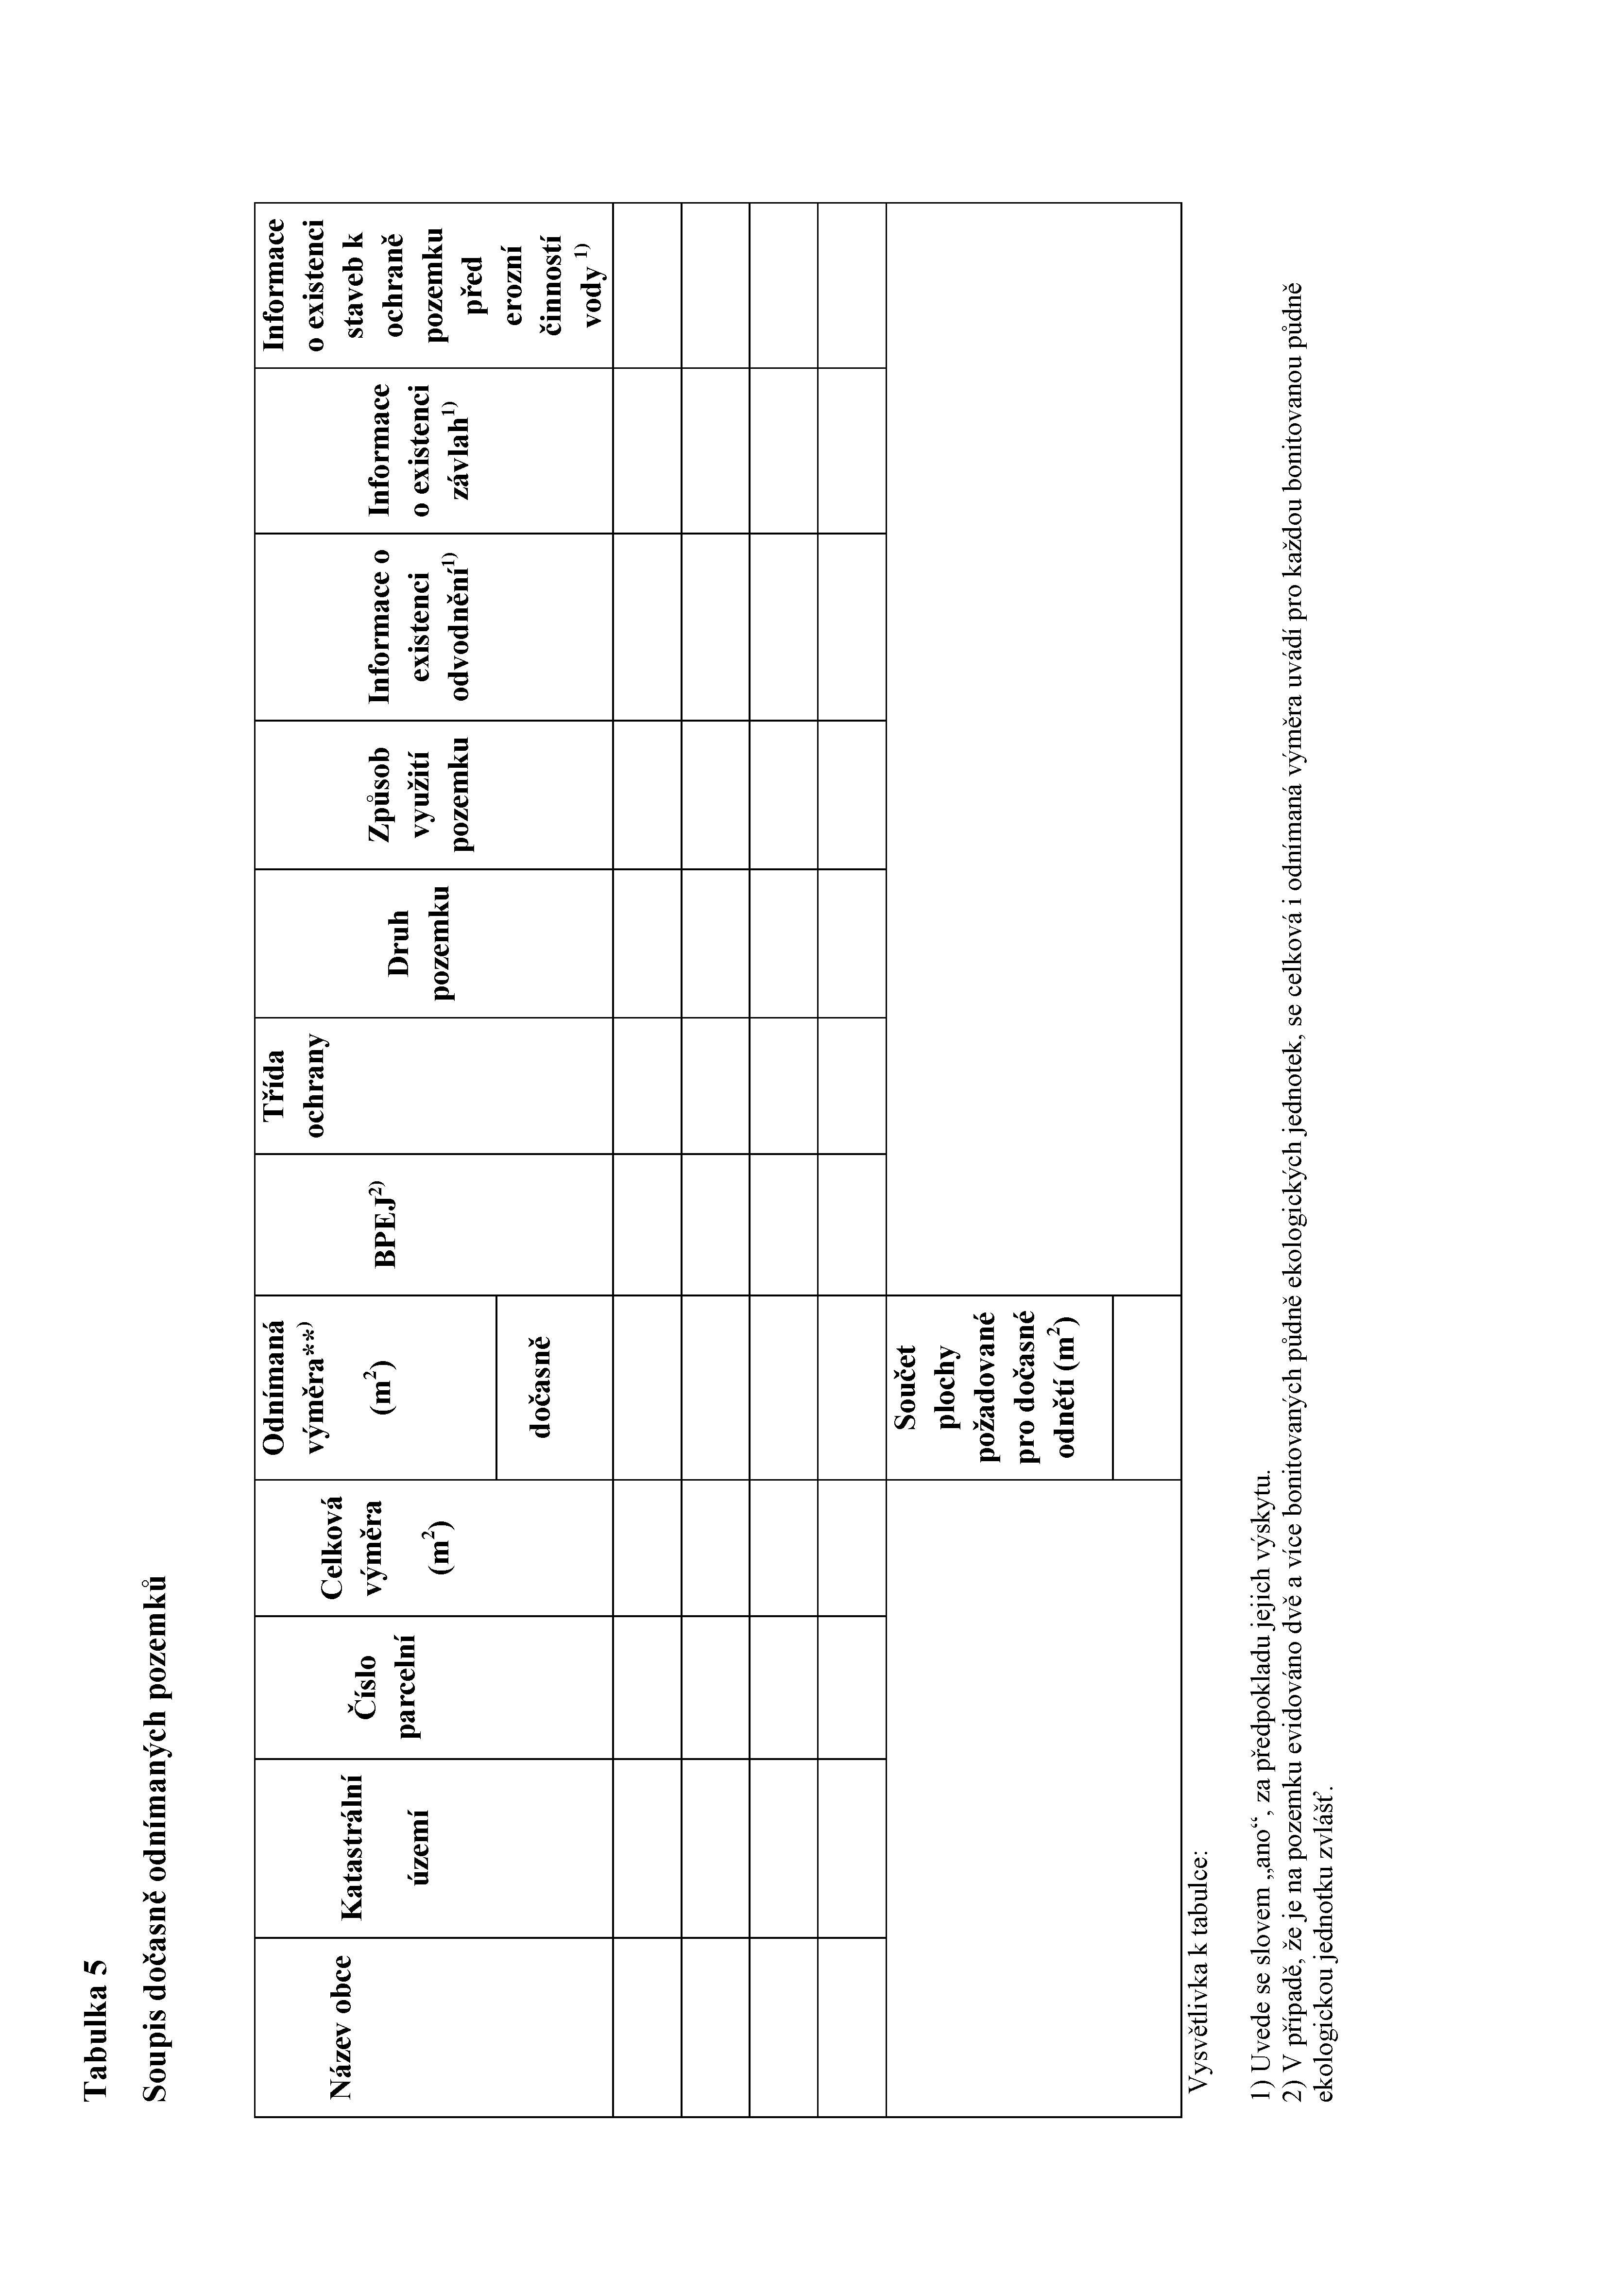 Tabulka 5
Soupis dočasně odnímaných pozemků
Název obce
Katastrální
území
Číslo
parcelní
Celková
výměra
(m²)
Odnímaná
výměra**)
(m²)
dočasně
BPEJ²⁾
Třída
ochrany
Druh
pozemku
Způsob
využití
pozemku
Informace o
existenci
odvodnění¹⁾
Informace
o existenci
závlah¹⁾
Informace
o existenci
staveb k
ochraně
pozemku
před
erozní
činností
vody ¹⁾
Součet
plochy
požadované
pro dočasné
odnětí (m²)
Vysvětlivka k tabulce:
1) Uvede se slovem „ano“, za předpokladu jejich výskytu.
2) V případě, že je na pozemku evidováno dvě a více bonitovaných půdně ekologických jednotek, se celková i odnímaná výměra uvádí pro každou bonitovanou půdně
ekologickou jednotku zvlášť.